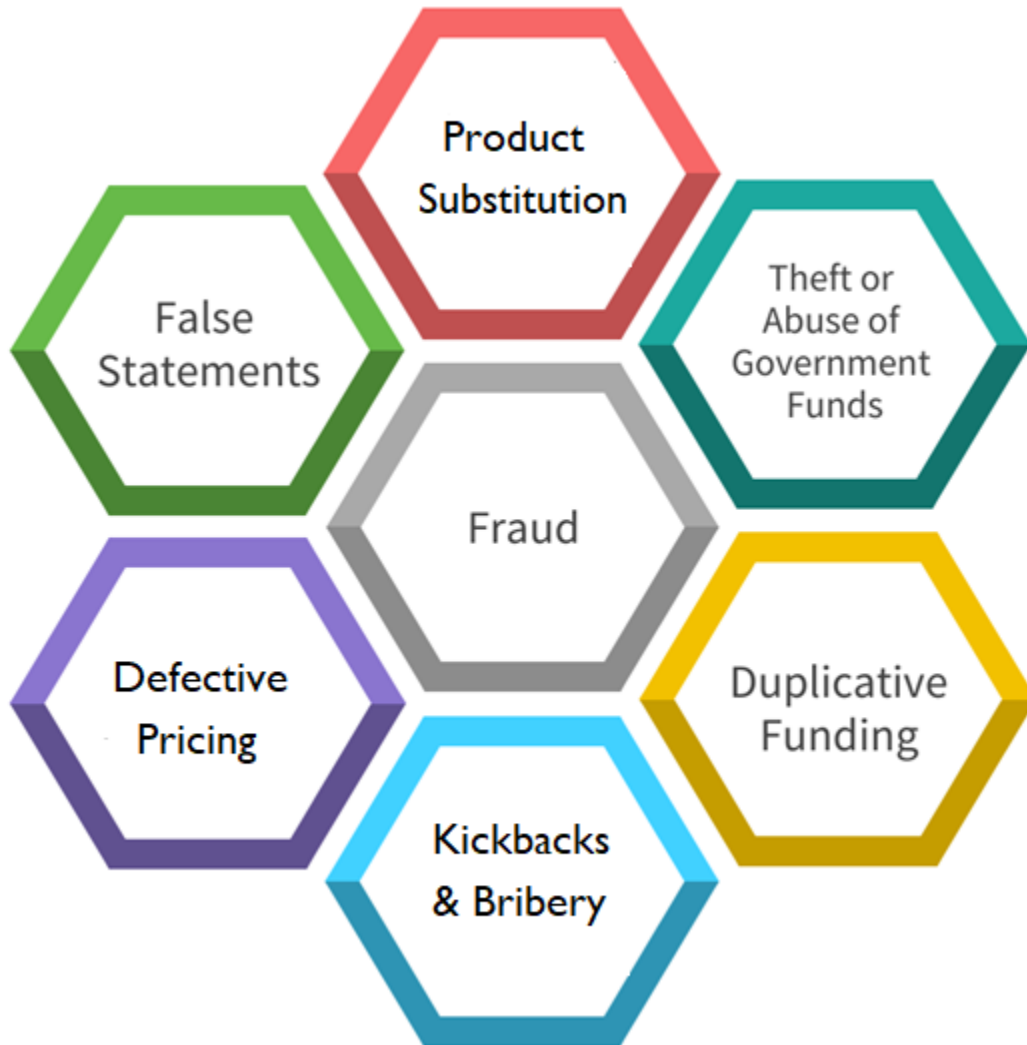 Product
Substitution
Theft or
Abuse of
Government
Funds
False
Statements
Fraud
Defective
Pricing
Duplicative
Funding
Kickbacks
& Bribery